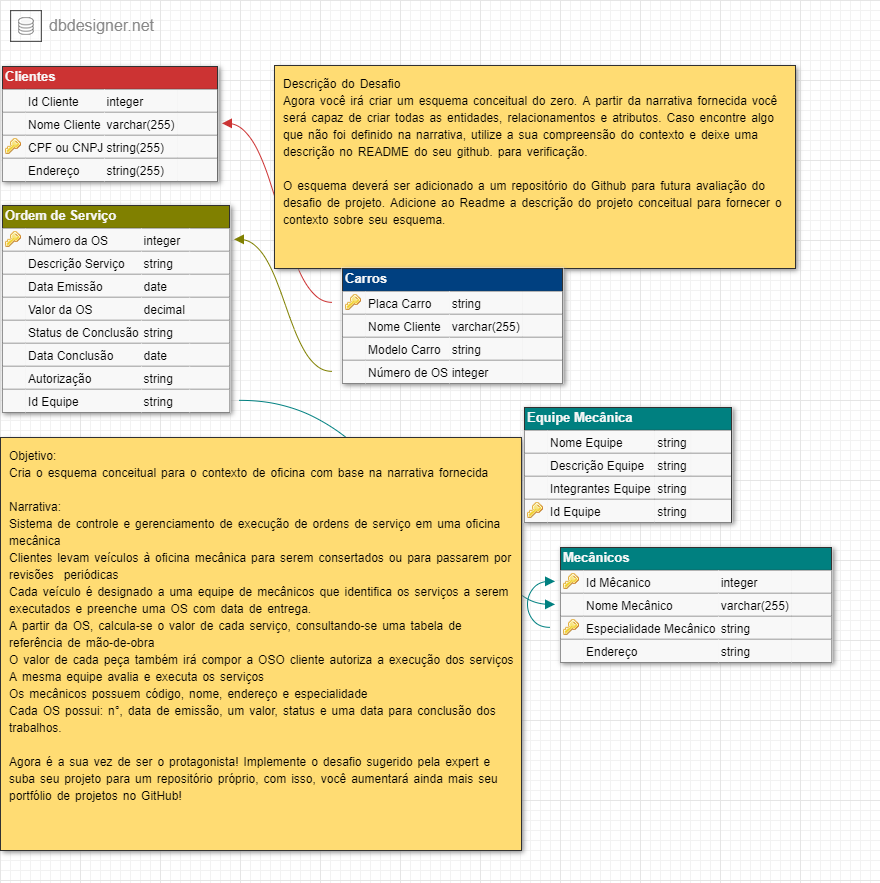 dbdesigner.net
Clientes
Id Cliente integer
Nome Cliente varchar(255)
CPF ou CNPJ string(255)
Endereço string(255)
Descrição do Desafio
Agora você irá criar um esquema conceitual do zero. A partir da narrativa fornecida você
será capaz de criar todas as entidades, relacionamentos e atributos. Caso encontre algo
que não foi definido na narrativa, utilize a sua compreensão do contexto e deixe uma
descrição no README do seu github. para verificação.
O esquema deverá ser adicionado a um repositório do Github para futura avaliação do
desafio de projeto. Adicione ao Readme a descrição do projeto conceitual para fornecer o
contexto sobre seu esquema.
Ordem de Serviço
Número da OS integer
Descrição Serviço string
Data Emissão date
Valor da OS decimal
Status de Conclusão string
Data Conclusão date
Autorização string
Id Equipe string
Carros
Placa Carro string
Nome Cliente varchar(255)
Modelo Carro string
Número de OS integer
Equipe Mecânica
Nome Equipe string
Descrição Equipe string
Integrantes Equipe string
Id Equipe string
Objetivo:
Cria o esquema conceitual para o contexto de oficina com base na narrativa fornecida
Narrativa:
Sistema de controle e gerenciamento de execução de ordens de serviço em uma oficina
mecânica
Clientes levam veículos à oficina mecânica para serem consertados ou para passarem por
revisões periódicas
Cada veículo é designado a uma equipe de mecânicos que identifica os serviços a serem
executados e preenche uma OS com data de entrega.
A partir da OS, calcula-se o valor de cada serviço, consultando-se uma tabela de
referência de mão-de-obra
O valor de cada peça também irá compor a OSO cliente autoriza a execução dos serviços
A mesma equipe avalia e executa os serviços
Os mecânicos possuem código, nome, endereço e especialidade
Cada OS possui: n°, data de emissão, um valor, status e uma data para conclusão dos
trabalhos.
Agora é a sua vez de ser o protagonista! Implemente o desafio sugerido pela expert e
suba seu projeto para um repositório próprio, com isso, você aumentará ainda mais seu
portfólio de projetos no GitHub!
Mecânicos
Id Mêcanico integer
Nome Mecânico varchar(255)
Especialidade Mecânico string
Endereço string